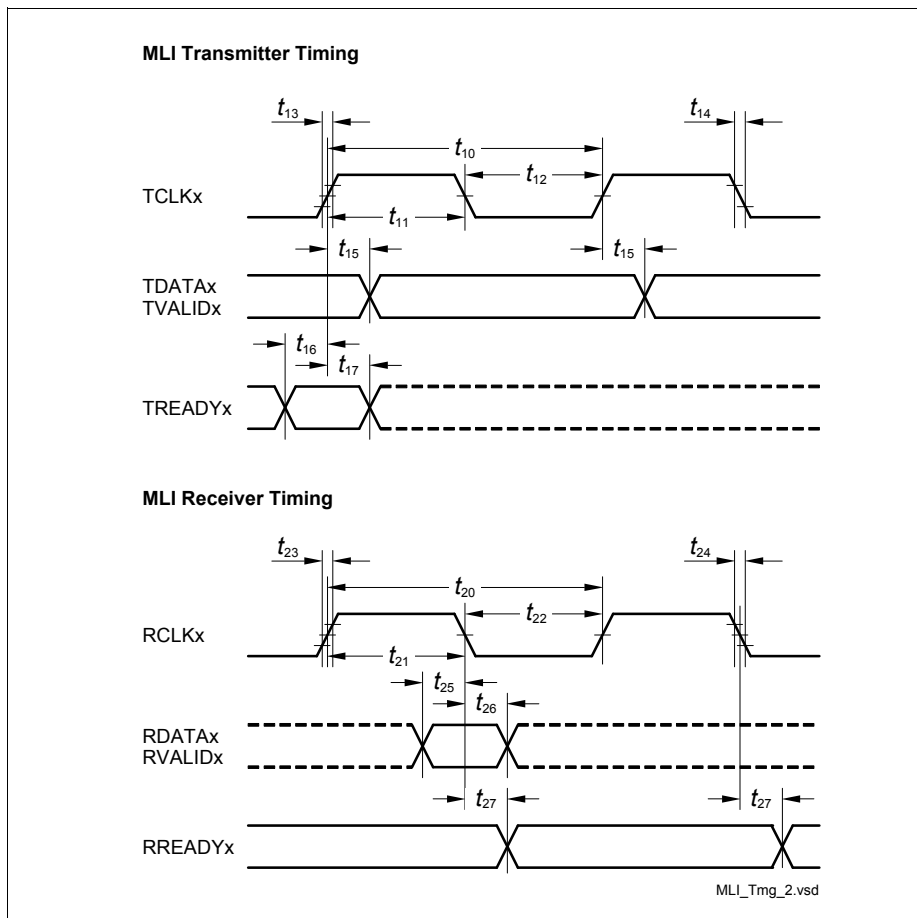 MLI Transmitter Timing
t13
t14
t10
t12
TCLKx
t11
t15
t15
TDATAx
TVALIDx
t16
t17
TREADYx
MLI Receiver Timing
t23
t24
t20
t22
RCLKx
t21
t25
t26
RDATAx
RVALIDx
t27
t27
RREADYx
MLI_Tmg_2.vsd